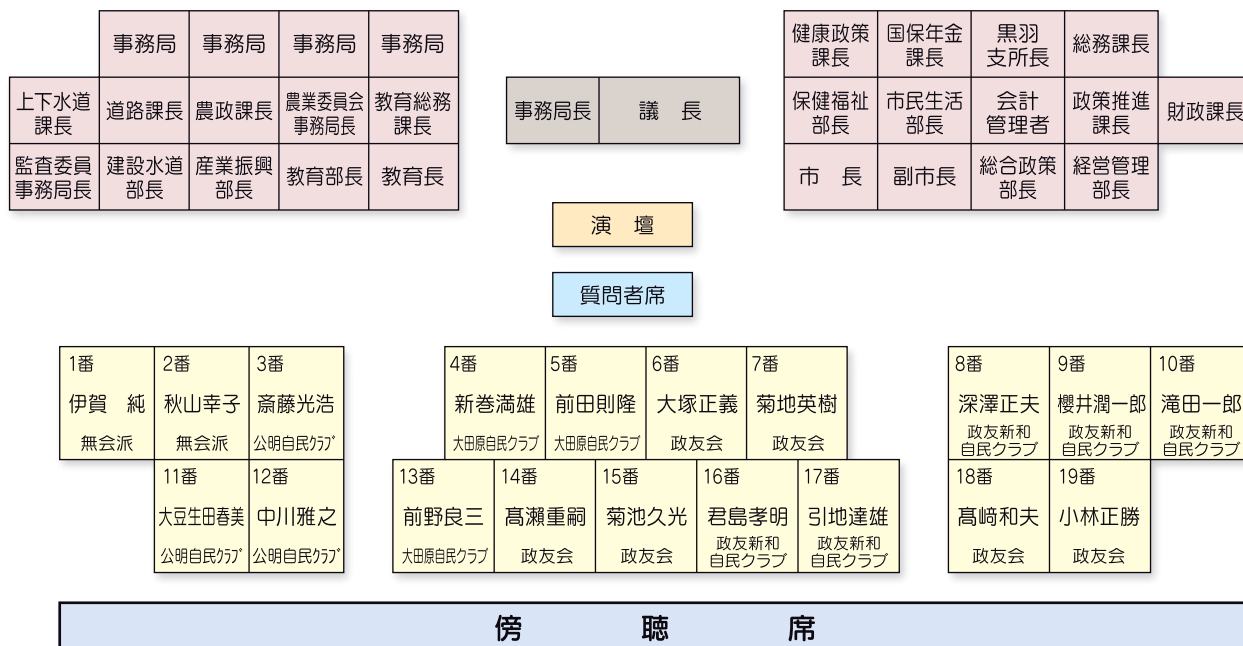 事務局
事務局
事務局
事務局
上下水道
課長
道路課長
農政課長
農業委員会
事務局長
教育総務
課長
監査委員
事務局長
建設水道
部長
産業振興
部長
教育部長
教育長
事務局長
議　長
健康政策
課長
国保年金
課長
黒羽
支所長
総務課長
保健福祉
部長
市民生活
部長
会計
管理者
政策推進
課長
財政課長
市　長
副市長
総合政策
部長
経営管理
部長
演　壇
質問者席
1番
伊賀　純
無会派
2番
秋山幸子
無会派
3番
斎藤光浩
公明自民ｸﾗﾌﾞ
4番
新巻満雄
大田原自民クラブ
5番
前田則隆
大田原自民クラブ
6番
大塚正義
政友会
7番
菊地英樹
政友会
8番
深澤正夫
政友新和
自民クラブ
9番
櫻井潤一郎
政友新和
自民クラブ
10番
滝田一郎
政友新和
自民クラブ
11番
大豆生田春美
公明自民ｸﾗﾌﾞ
12番
中川雅之
公明自民ｸﾗﾌﾞ
13番
前野良三
大田原自民クラブ
14番
髙瀨重嗣
政友会
15番
菊池久光
政友会
16番
君島孝明
政友新和
自民クラブ
17番
引地達雄
政友新和
自民クラブ
18番
髙﨑和夫
政友会
19番
小林正勝
政友会
傍　聴　席